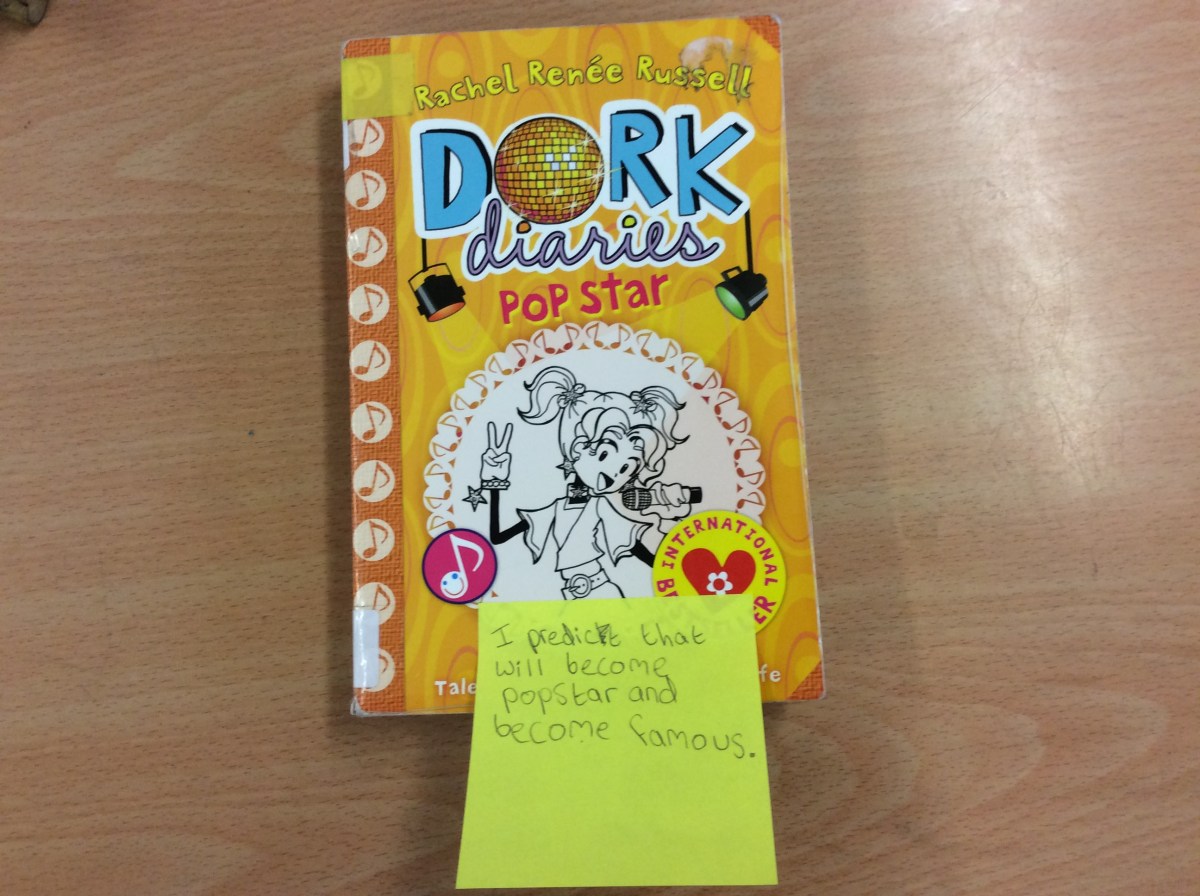 Rachel Renée Russell
DORK
diaries
POP Star
INTERNATIONAL
I predict that
will become
popstar and
become famous.